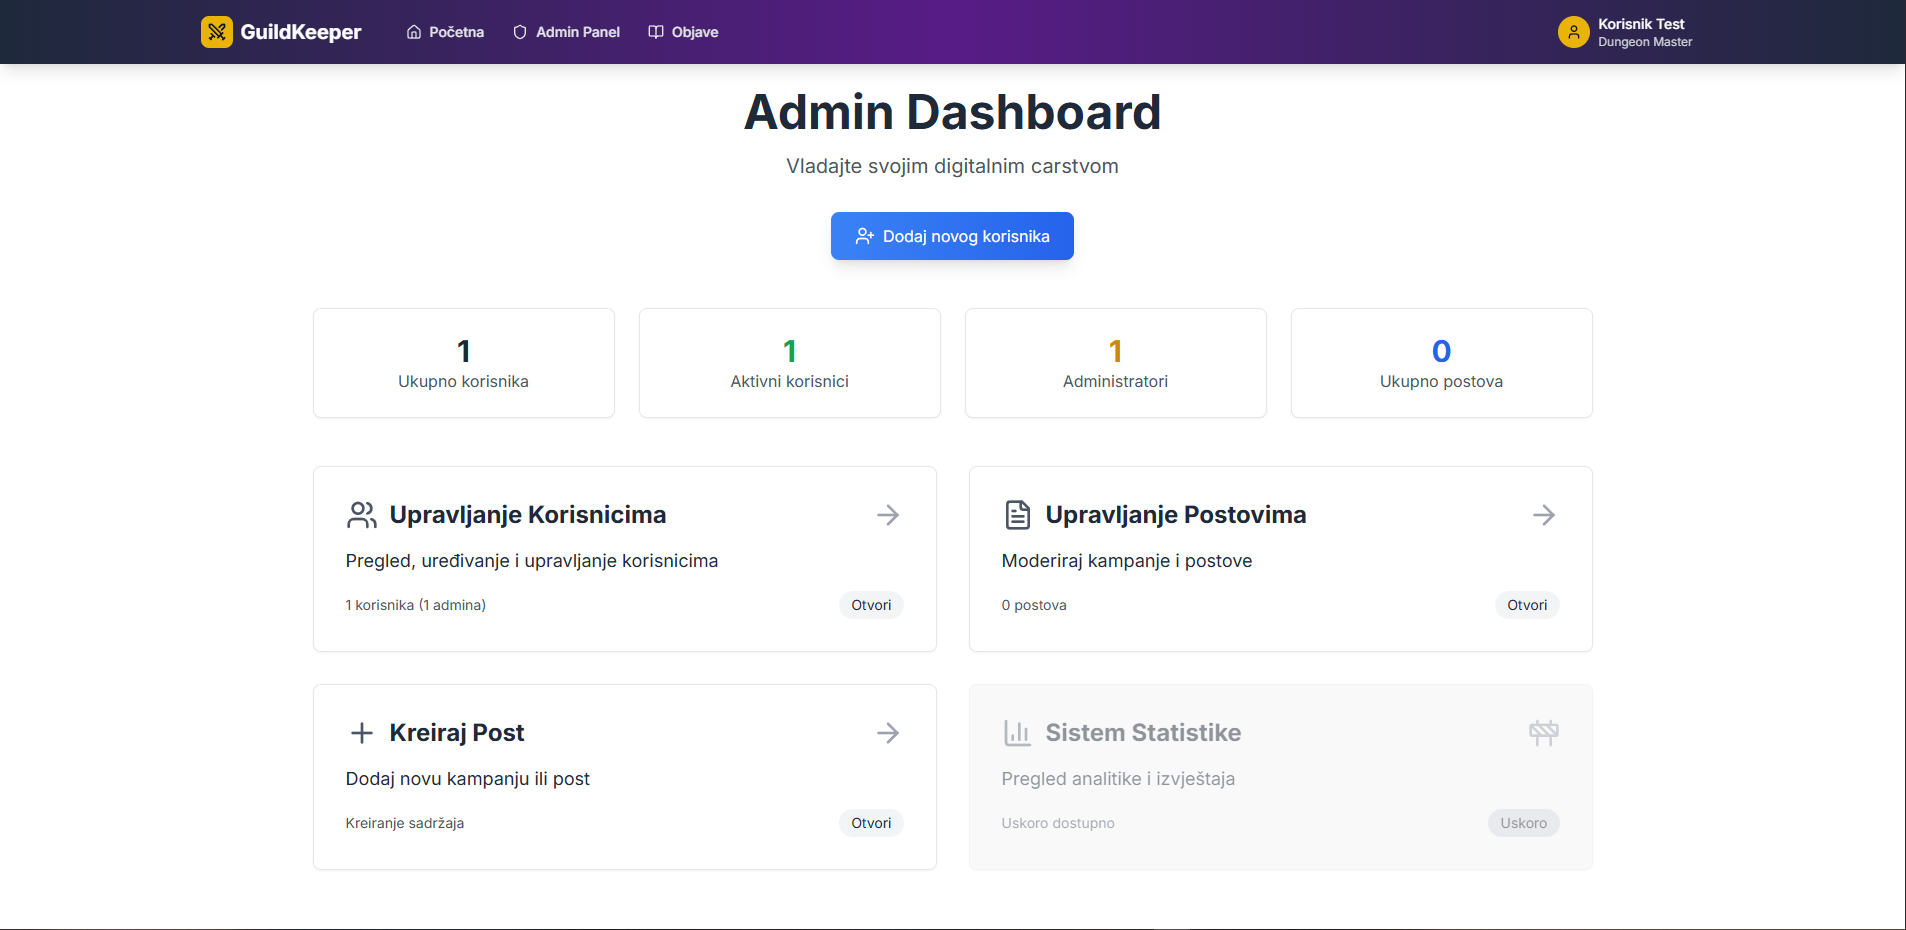 GuildKeeper
Početna
Admin Panel
Objave
Korisnik Test
Dungeon Master
Admin Dashboard
Vladajte svojim digitalnim carstvom
Dodaj novog korisnika
1
Ukupno korisnika
1
Aktivni korisnici
1
Administratori
0
Ukupno postova
Upravljanje Korisnicima
Pregled, uređivanje i upravljanje korisnicima
1 korisnika (1 admina)
Otvori
Upravljanje Postovima
Moderiraj kampanje i postove
0 postova
Otvori
Kreiraj Post
Dodaj novu kampanju ili post
Kreiranje sadržaja
Otvori
Sistem Statistike
Pregled analitike i izvještaja
Uskoro dostupno
Uskoro